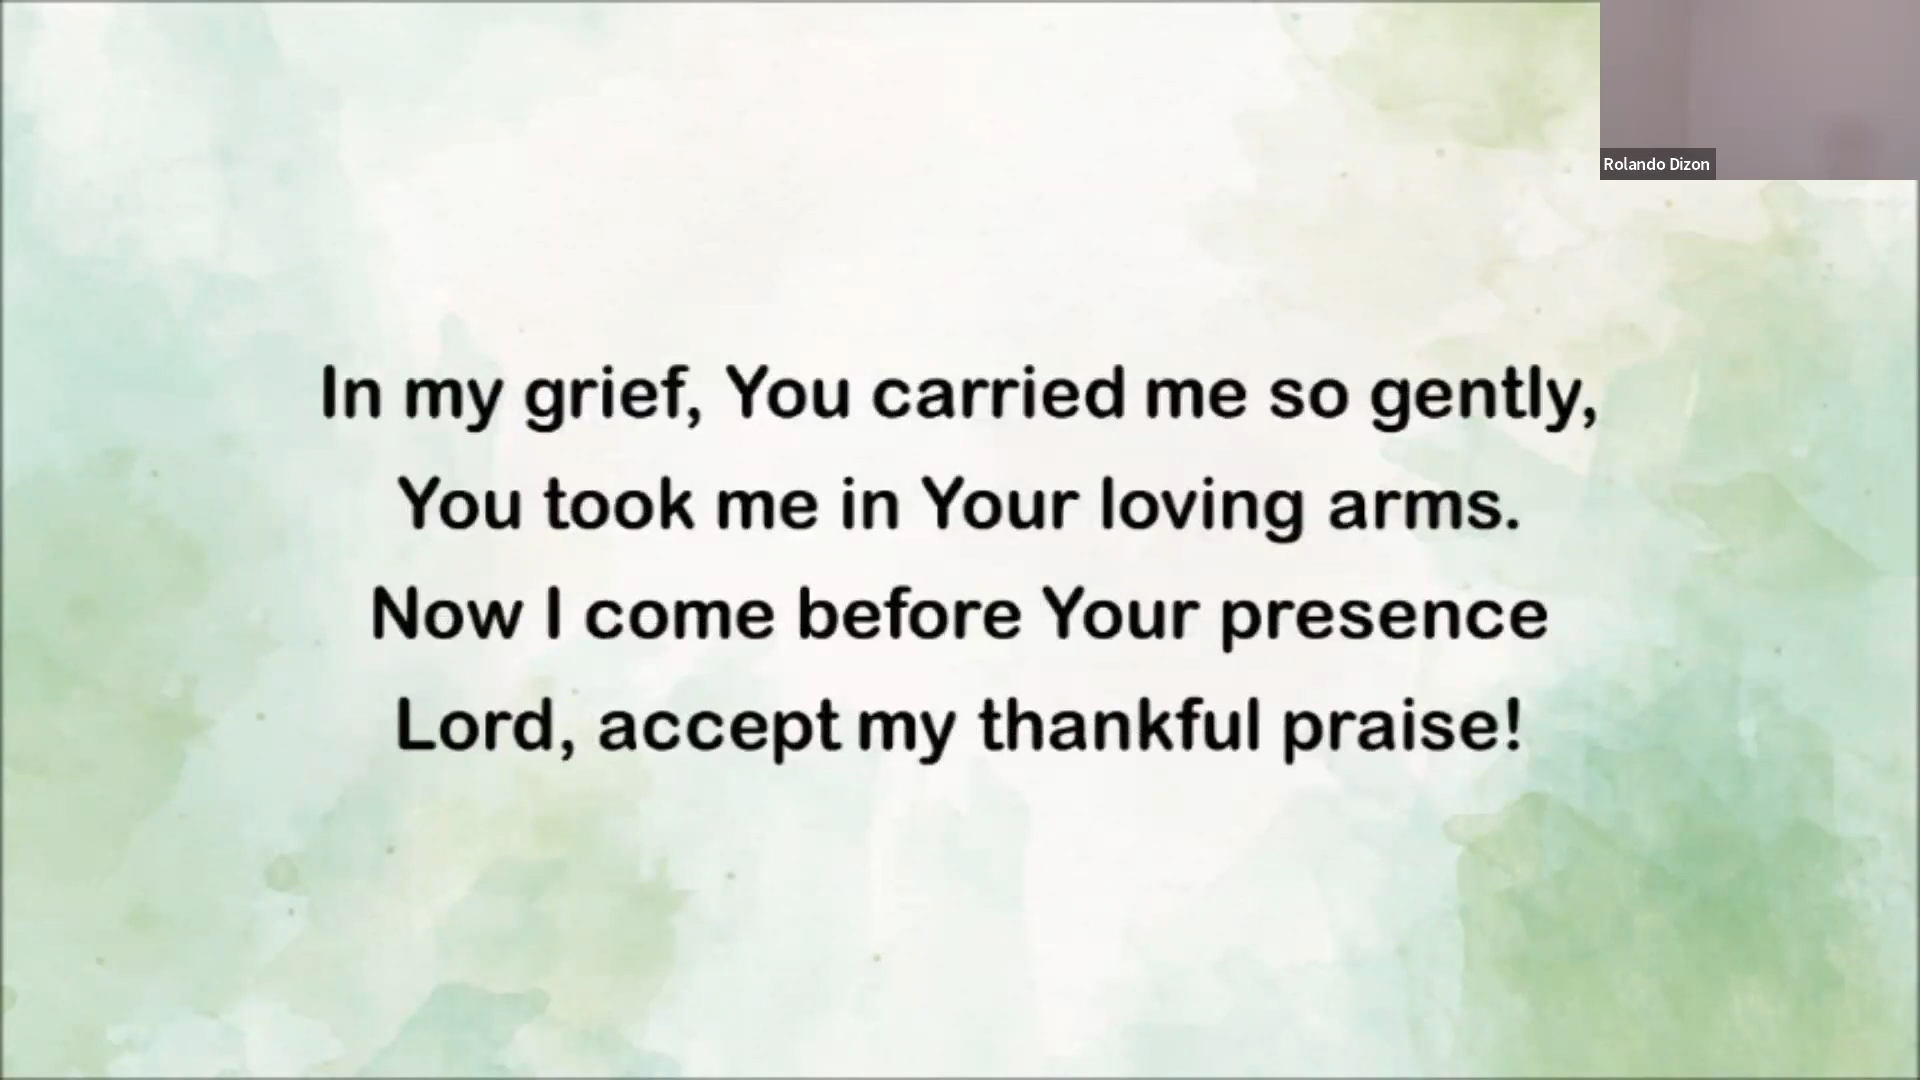 Rolando Dizon
In my grief, You carried me so gently,
You took me in Your loving arms.
Now I come before Your presence
Lord, accept my thankful praise!